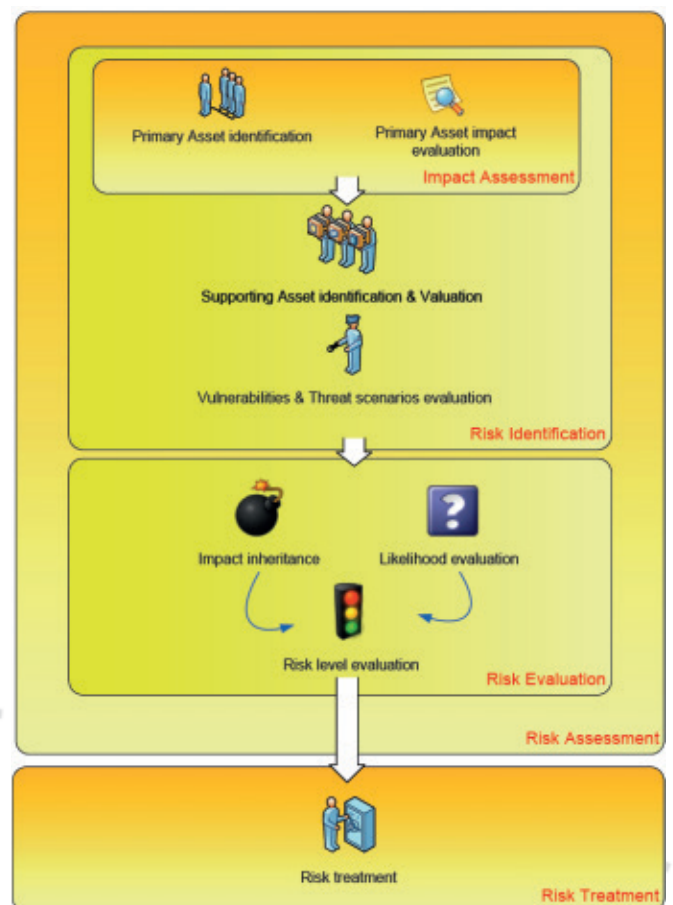 Primary Asset identification
Primary Asset impact
evaluation
Impact Assessment
Supporting Asset identification & Valuation
Vulnerabilities & Threat scenarios evaluation
Risk Identification
?
Impact inheritance
Likelihood evaluation
Risk level evaluation
Risk Evaluation
Risk Assessment
Risk treatment
Risk Treatment